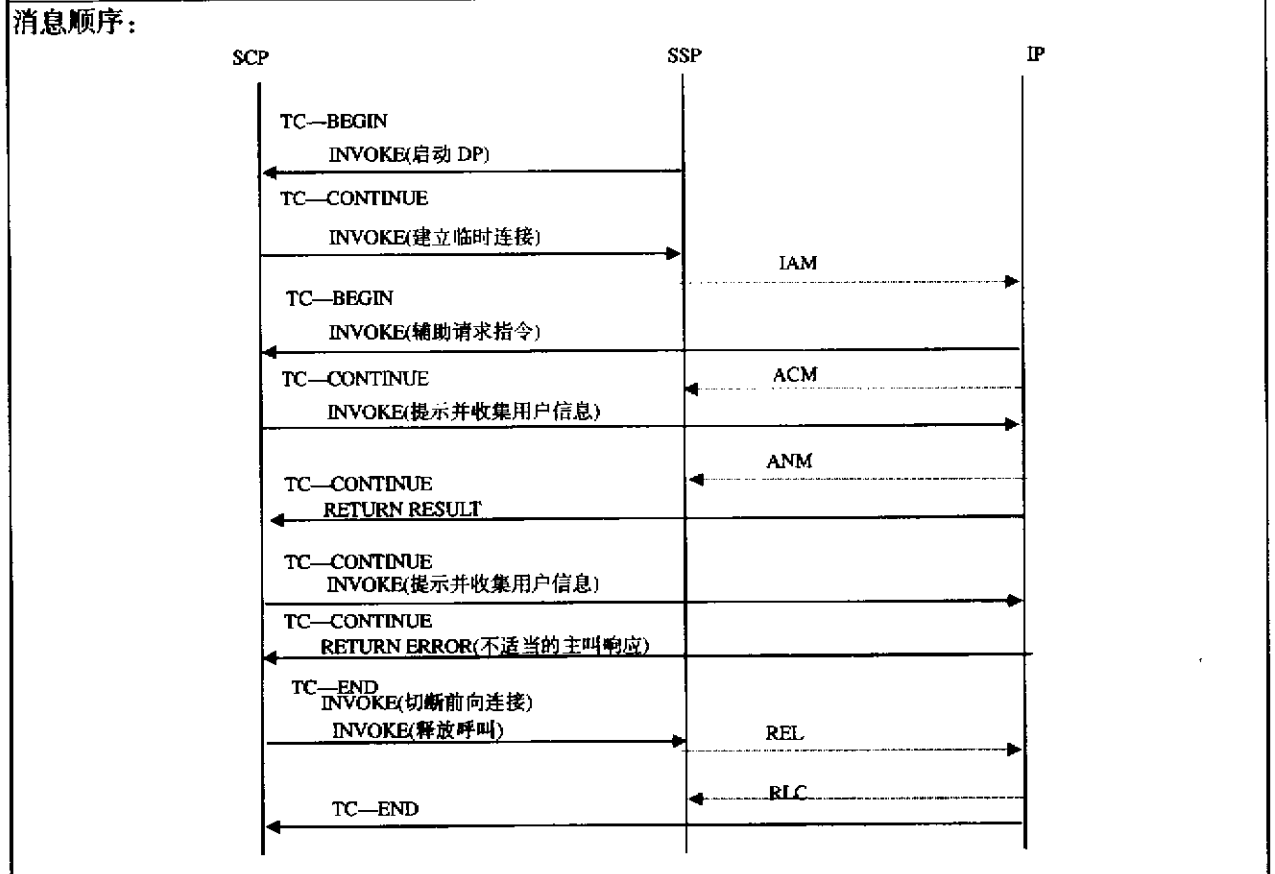 消息顺序：
SCP SSP IP
TC—BEGIN
INVOKE(启动 DP)
TC—CONTINUE
INVOKE(建立临时连接)
IAM
TC—BEGIN
INVOKE(辅助请求指令)
TC—CONTINUE
ACM
INVOKE(提示并收集用户信息)
ANM
TC—CONTINUE
RETURN RESULT
TC—CONTINUE
INVOKE(提示并收集用户信息)
TC—CONTINUE
RETURN ERROR(不适当的主叫响应)
TC—END
INVOKE(切断前向连接)
INVOKE(释放呼叫)
REL
RLC
TC—END